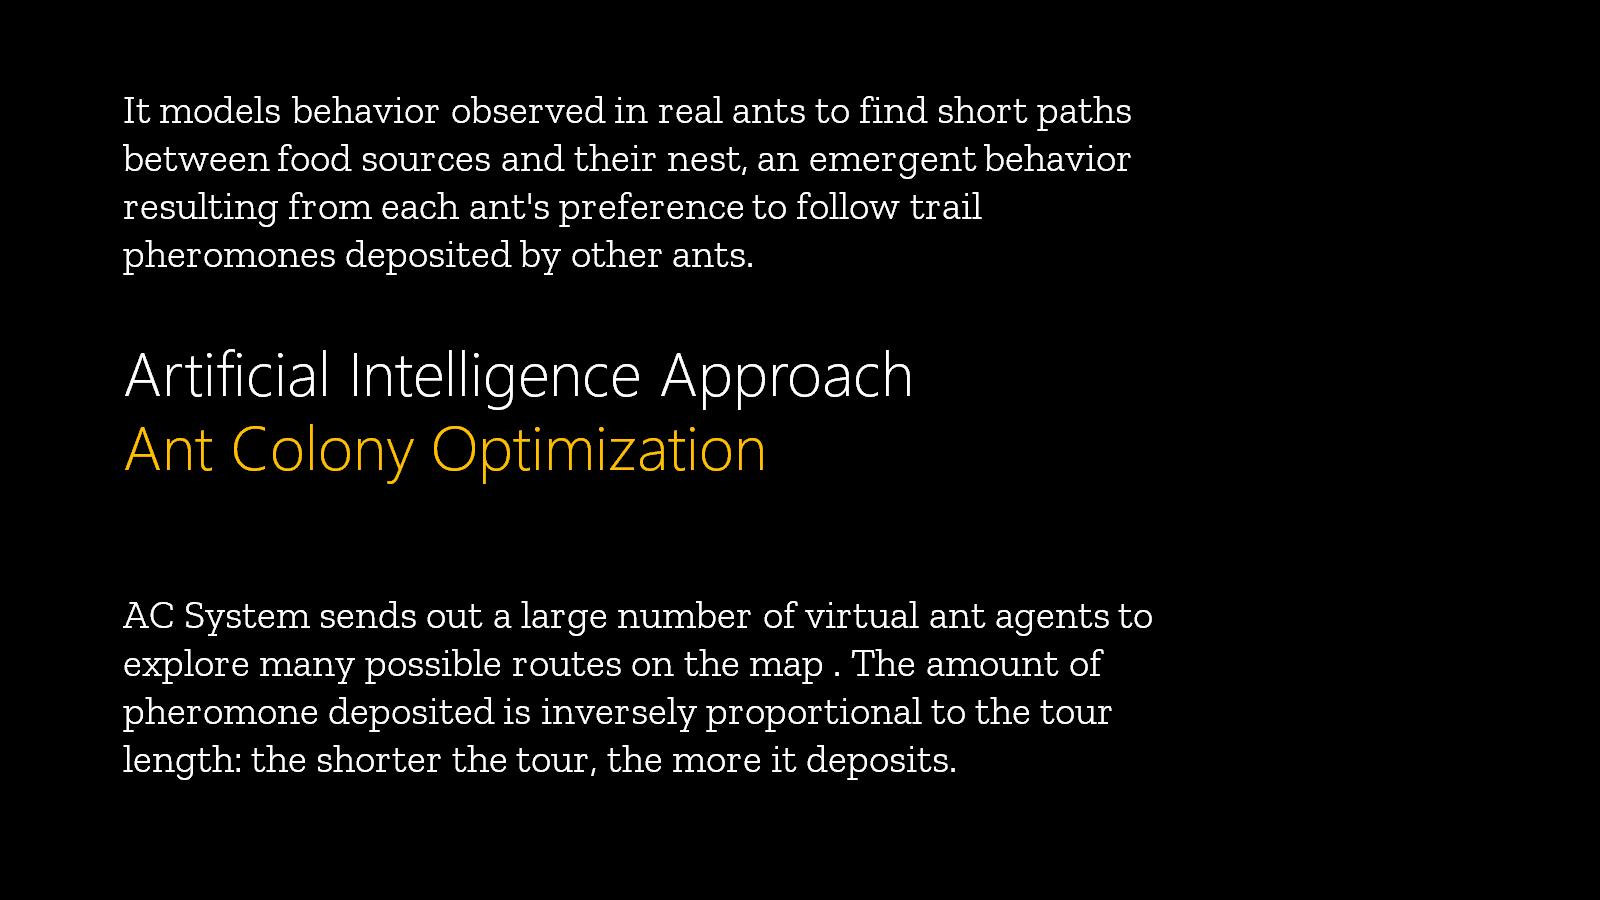 It models behavior observed in real ants to find short paths
between food sources and their nest, an emergent behavior
resulting from each ant's preference to follow trail
pheromones deposited by other ants.
Artificial Intelligence Approach
Ant Colony Optimization
AC System sends out a large number of virtual ant agents to
explore many possible routes on the map . The amount of
pheromone deposited is inversely proportional to the tour
length: the shorter the tour, the more it deposits.